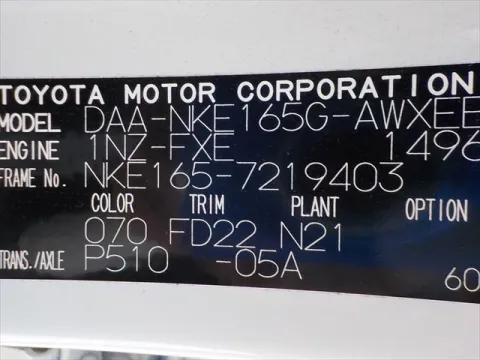 TOYOTA MOTOR CORPORATION
MODEL DAA-NKE165G-AWXEE
ENGINE 1NZ-FXE 1496
FRAME No. NKE165-7219403
COLOR TRIM PLANT OPTION
070 FD22 N21
TRANS./AXLE P510 -05A
60